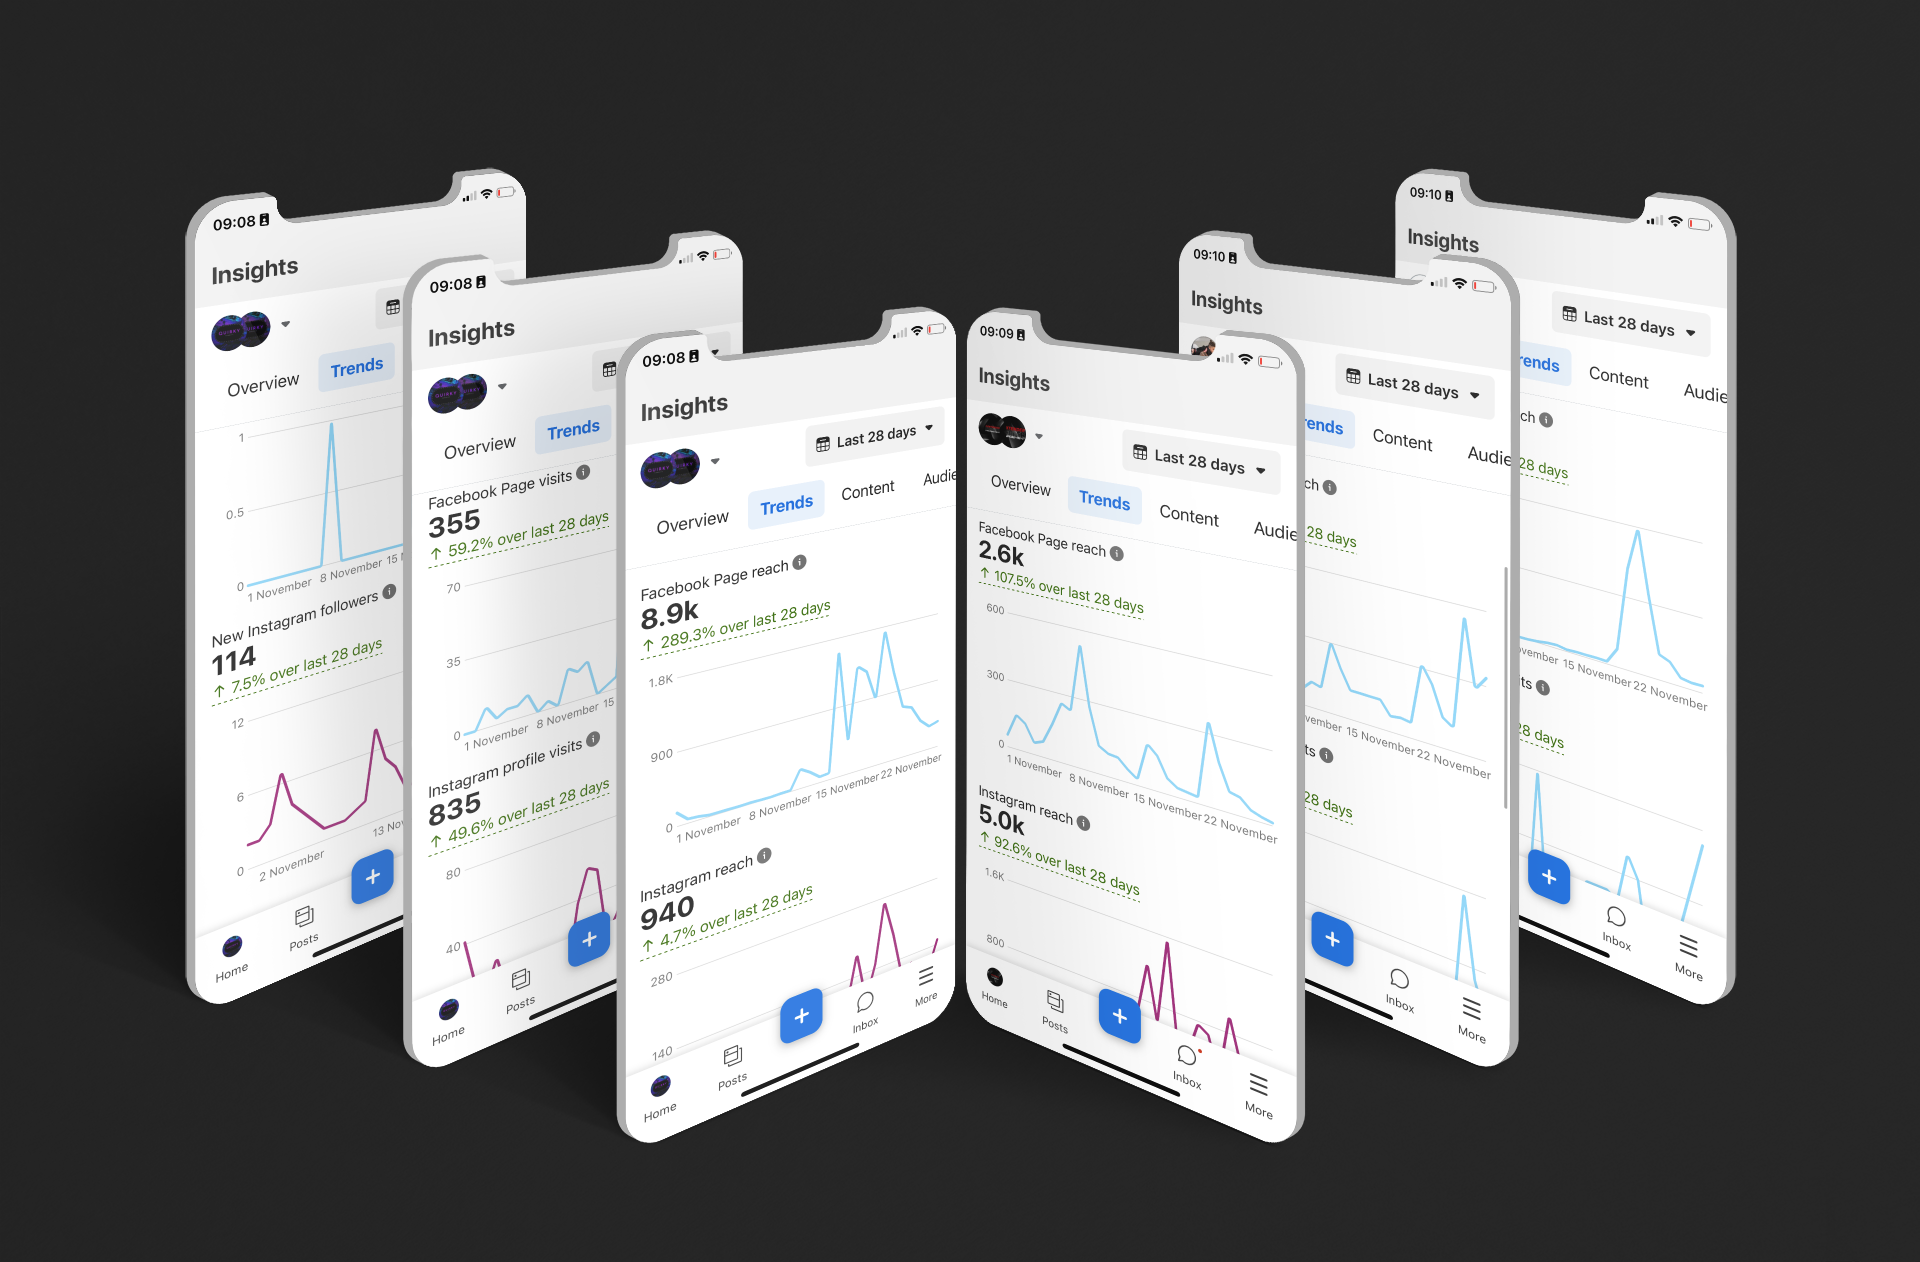 09:08
Insights
Overview
Trends
1
0.5
0
1 November
8 November
15 N
New Instagram followers
114
↑ 7.5% over last 28 days
12
6
0
2 November
13 Nov
Home
Posts
09:08
Insights
Overview
Trends
Facebook Page visits
355
↑ 59.2% over last 28 days
70
35
0
1 November
8 November
15
Instagram profile visits
835
↑ 49.6% over last 28 days
80
40
Home
Posts
09:08
Insights
Last 28 days
Overview
Trends
Content
Audie
Facebook Page reach
8.9k
↑ 289.3% over last 28 days
1.8K
900
0
1 November
8 November
15 November
22 November
Instagram reach
940
↑ 4.7% over last 28 days
280
140
Home
Posts
Inbox
More
09:09
Insights
Last 28 days
Overview
Trends
Content
Audie
Facebook Page reach
2.6k
↑ 107.5% over last 28 days
600
300
0
1 November
8 November
15 November
22 November
Instagram reach
5.0k
↑ 92.6% over last 28 days
1.6K
800
Home
Posts
Inbox
More
09:10
Insights
Last 28 days
ends
Content
Audie
ch
28 days
vember
15 November
22 November
ts
28 days
Inbox
More
09:10
Insights
Last 28 days
rends
Content
Audie
ch
28 days
ovember
15 November
22 November
ts
28 days
Inbox
More